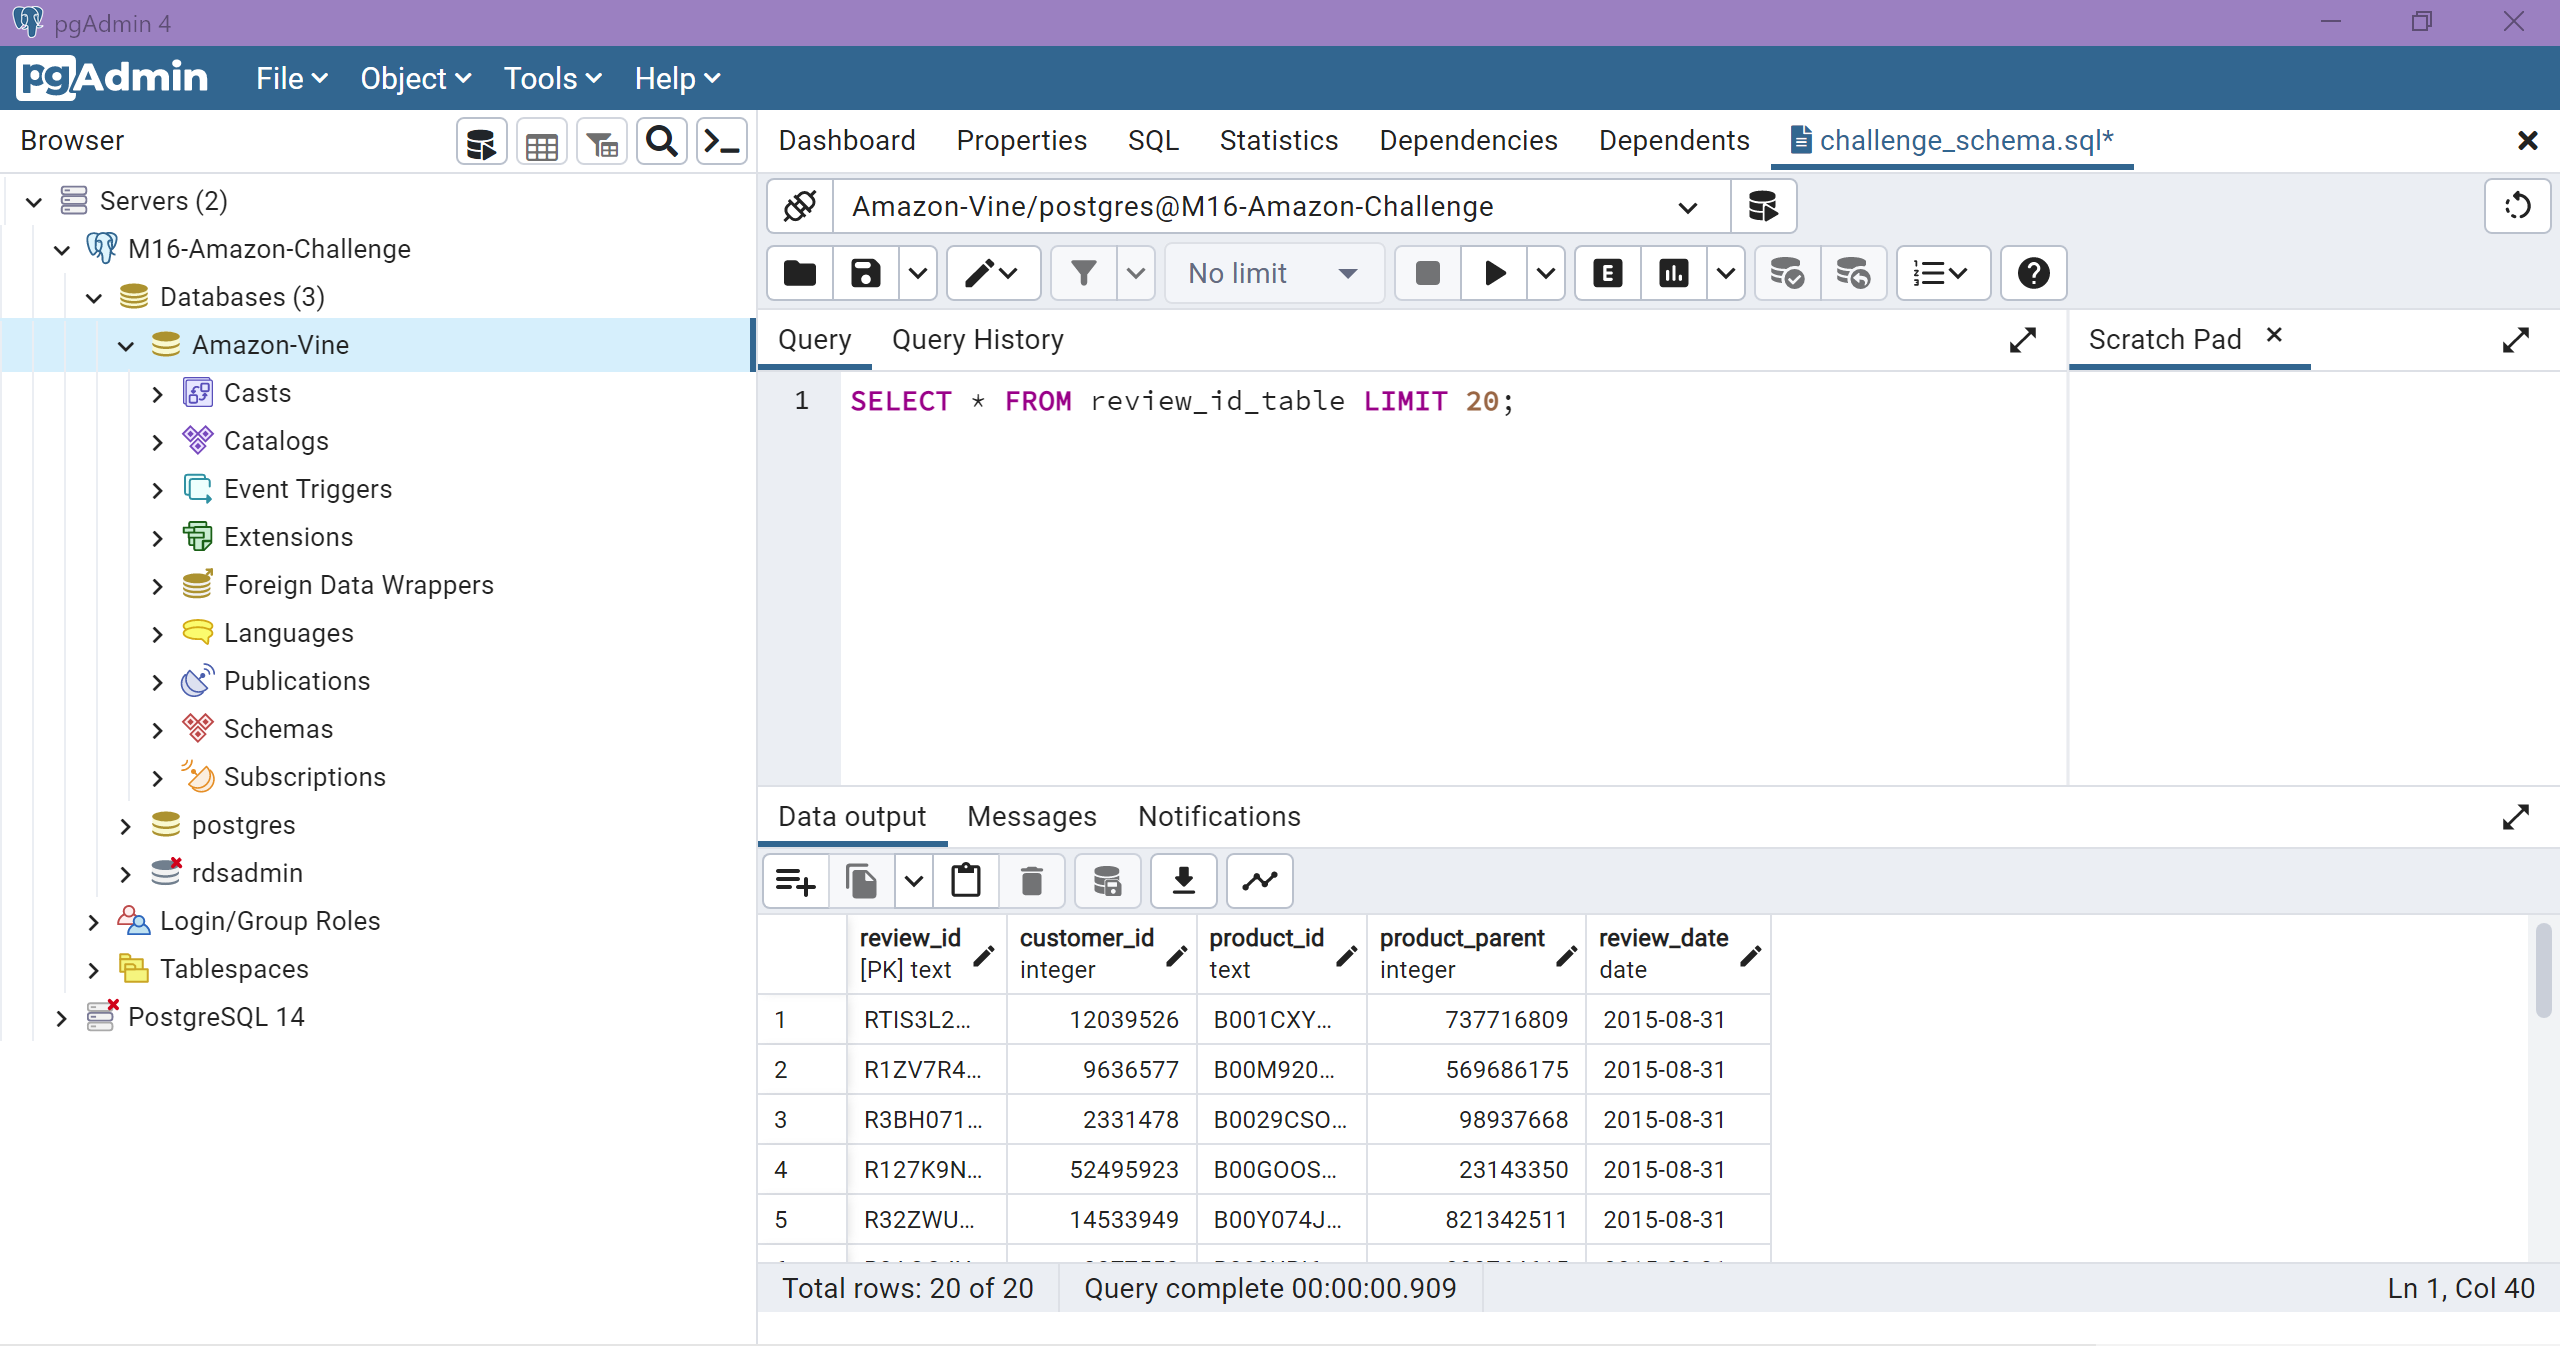 pgAdmin 4
pgAdmin File Object Tools Help
Browser
Dashboard Properties SQL Statistics Dependencies Dependents challenge_schema.sql*
Servers (2)
M16-Amazon-Challenge
Databases (3)
Amazon-Vine
Casts
Catalogs
Event Triggers
Extensions
Foreign Data Wrappers
Languages
Publications
Schemas
Subscriptions
postgres
rdsadmin
Login/Group Roles
Tablespaces
PostgreSQL 14
Amazon-Vine/postgres@M16-Amazon-Challenge
No limit
Query Query History
Scratch Pad
1 SELECT * FROM review_id_table LIMIT 20;
Data output Messages Notifications
review_id customer_id product_id product_parent review_date
[PK] text integer text integer date
1 RTIS3L2... 12039526 B001CXY... 737716809 2015-08-31
2 R1ZV7R4... 9636577 B00M920... 569686175 2015-08-31
3 R3BH071... 2331478 B0029CSO... 98937668 2015-08-31
4 R127K9N... 52495923 B00GOOS... 23143350 2015-08-31
5 R32ZWU... 14533949 B00Y074J... 821342511 2015-08-31
Total rows: 20 of 20 Query complete 00:00:00.909 Ln 1, Col 40